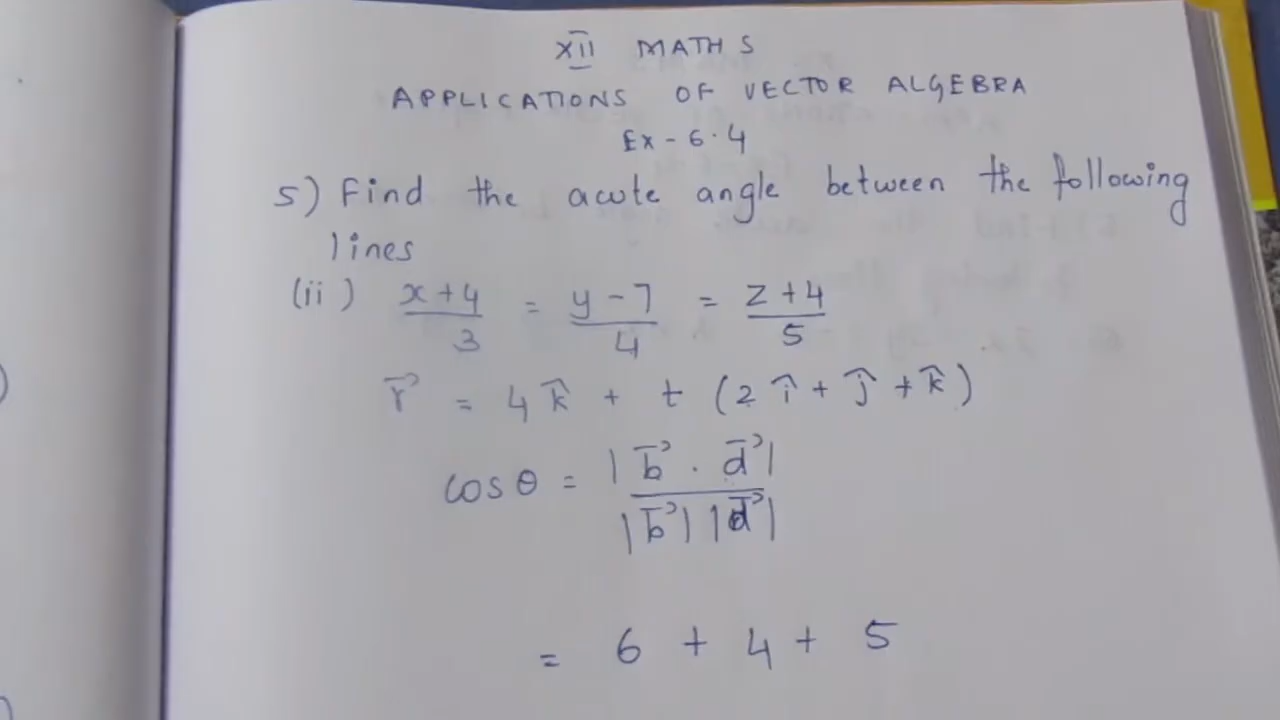 XII MATHS
APPLICATIONS OF VECTOR ALGEBRA
Ex - 6.4
5) Find the acute angle between the following
lines
(ii) x+4/3 = y-7/4 = z+4/5
r⃗ = 4k̂ + t (2î + ĵ + k̂)
cos θ = |b⃗ . d⃗| / |b⃗| |d⃗|
= 6 + 4 + 5